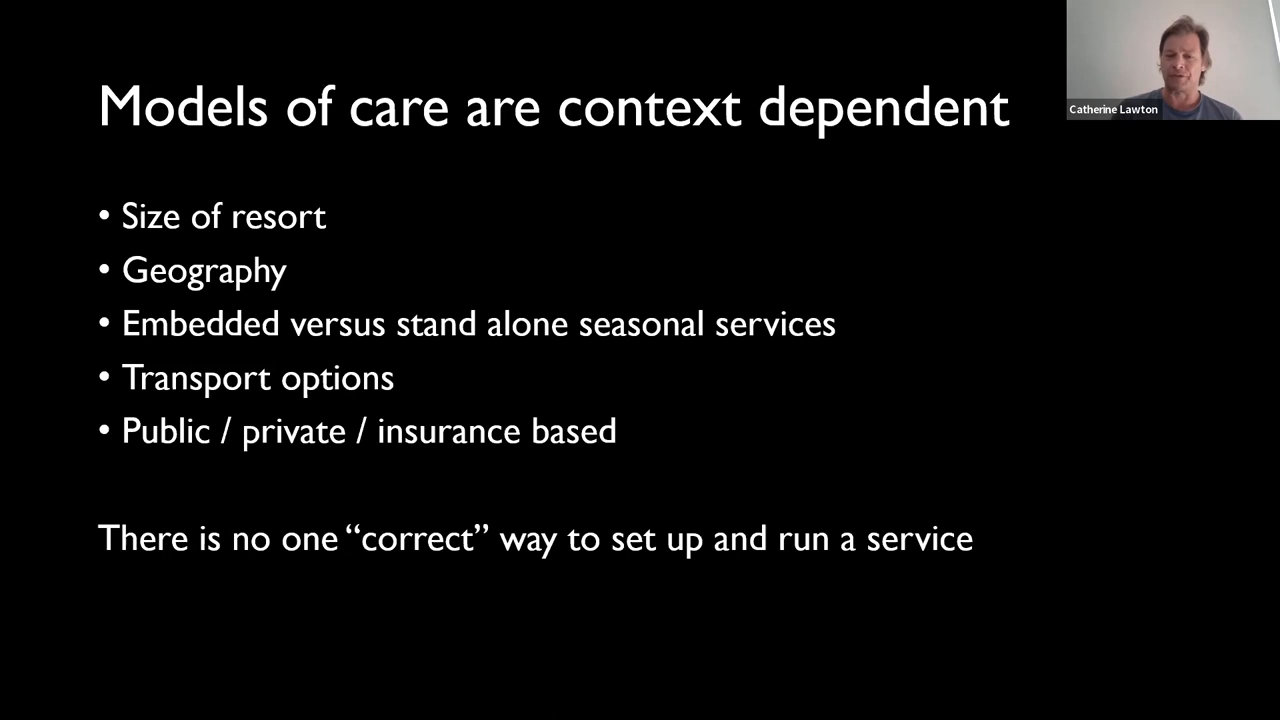 Models of care are context dependent
Catherine Lawton
• Size of resort
• Geography
• Embedded versus stand alone seasonal services
• Transport options
• Public / private / insurance based
There is no one “correct” way to set up and run a service